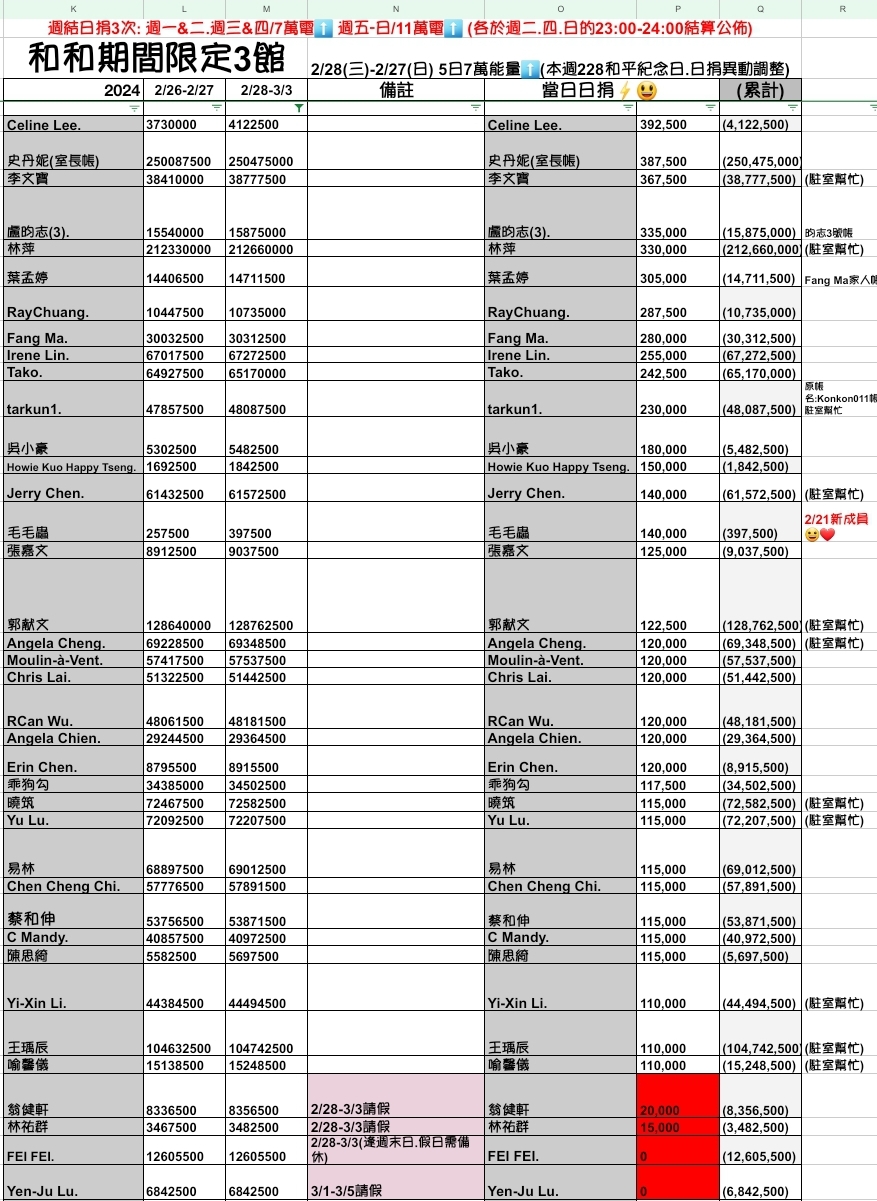 K L M N O P Q R
週結日捐3次: 週一&二.週三&四/7萬電⬆️ 週五-日/11萬電⬆️ (各於週二.四.日的23:00-24:00結算公佈)
和和期間限定3館 2/28(三)-2/27(日) 5日7萬能量⬆️(本週228和平紀念日.日捐異動調整)
2024 2/26-2/27 2/28-3/3 備註 當日日捐⚡😃 (累計)
Celine Lee. 3730000 4122500 Celine Lee. 392,500 (4,122,500)
史丹妮(室長帳) 250087500 250475000 史丹妮(室長帳) 387,500 (250,475,000)
李文寶 38410000 38777500 李文寶 367,500 (38,777,500) (駐室幫忙)
盧昀志(3). 15540000 15875000 盧昀志(3). 335,000 (15,875,000) 昀志3號帳
林萍 212330000 212660000 林萍 330,000 (212,660,000) (駐室幫忙)
葉孟婷 14406500 14711500 葉孟婷 305,000 (14,711,500) Fang Ma家人帳
RayChuang. 10447500 10735000 RayChuang. 287,500 (10,735,000)
Fang Ma. 30032500 30312500 Fang Ma. 280,000 (30,312,500)
Irene Lin. 67017500 67272500 Irene Lin. 255,000 (67,272,500)
Tako. 64927500 65170000 Tako. 242,500 (65,170,000)
原帳
名:Konkon011帳
tarkun1. 47857500 48087500 tarkun1. 230,000 (48,087,500) 駐室幫忙
吳小豪 5302500 5482500 吳小豪 180,000 (5,482,500)
Howie Kuo Happy Tseng. 1692500 1842500 Howie Kuo Happy Tseng. 150,000 (1,842,500)
Jerry Chen. 61432500 61572500 Jerry Chen. 140,000 (61,572,500) (駐室幫忙)
2/21新成員
毛毛蟲 257500 397500 毛毛蟲 140,000 (397,500) 😀❤️
張嘉文 8912500 9037500 張嘉文 125,000 (9,037,500)
郭献文 128640000 128762500 郭献文 122,500 (128,762,500) (駐室幫忙)
Angela Cheng. 69228500 69348500 Angela Cheng. 120,000 (69,348,500) (駐室幫忙)
Moulin-à-Vent. 57417500 57537500 Moulin-à-Vent. 120,000 (57,537,500)
Chris Lai. 51322500 51442500 Chris Lai. 120,000 (51,442,500)
RCan Wu. 48061500 48181500 RCan Wu. 120,000 (48,181,500)
Angela Chien. 29244500 29364500 Angela Chien. 120,000 (29,364,500)
Erin Chen. 8795500 8915500 Erin Chen. 120,000 (8,915,500)
乖狗勾 34385000 34502500 乖狗勾 117,500 (34,502,500)
曉筑 72467500 72582500 曉筑 115,000 (72,582,500) (駐室幫忙)
Yu Lu. 72092500 72207500 Yu Lu. 115,000 (72,207,500) (駐室幫忙)
易林 68897500 69012500 易林 115,000 (69,012,500)
Chen Cheng Chi. 57776500 57891500 Chen Cheng Chi. 115,000 (57,891,500)
蔡和伸 53756500 53871500 蔡和伸 115,000 (53,871,500)
C Mandy. 40857500 40972500 C Mandy. 115,000 (40,972,500)
陳思綺 5582500 5697500 陳思綺 115,000 (5,697,500)
Yi-Xin Li. 44384500 44494500 Yi-Xin Li. 110,000 (44,494,500) (駐室幫忙)
王瑀辰 104632500 104742500 王瑀辰 110,000 (104,742,500) (駐室幫忙)
喻馨儀 15138500 15248500 喻馨儀 110,000 (15,248,500) (駐室幫忙)
翁健軒 8336500 8356500 2/28-3/3請假 翁健軒 20,000 (8,356,500)
林祐群 3467500 3482500 2/28-3/3請假 林祐群 15,000 (3,482,500)
2/28-3/3(逢週末日.假日需備
FEI FEI. 12605500 12605500 休) FEI FEI. 0 (12,605,500)
Yen-Ju Lu. 6842500 6842500 3/1-3/5請假 Yen-Ju Lu. 0 (6,842,500)